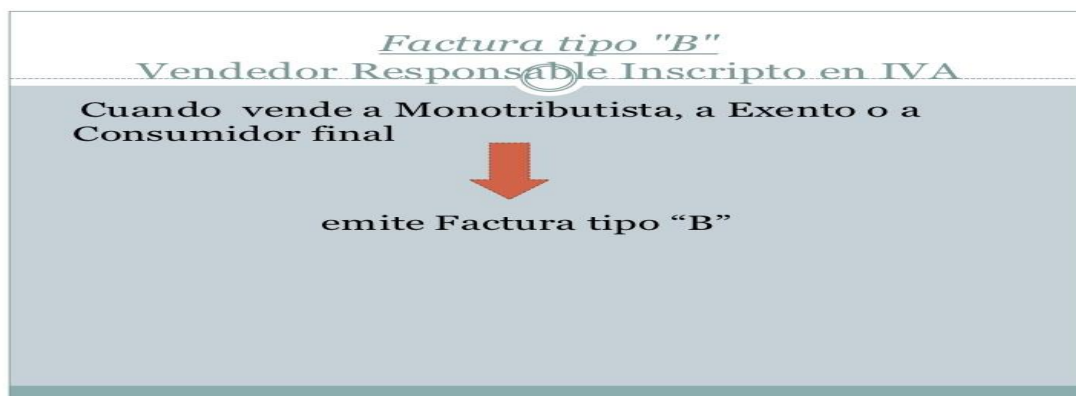 Factura tipo "B"
Vendedor Responsable Inscripto en IVA
Cuando vende a Monotributista, a Exento o a
Consumidor final
emite Factura tipo “B”